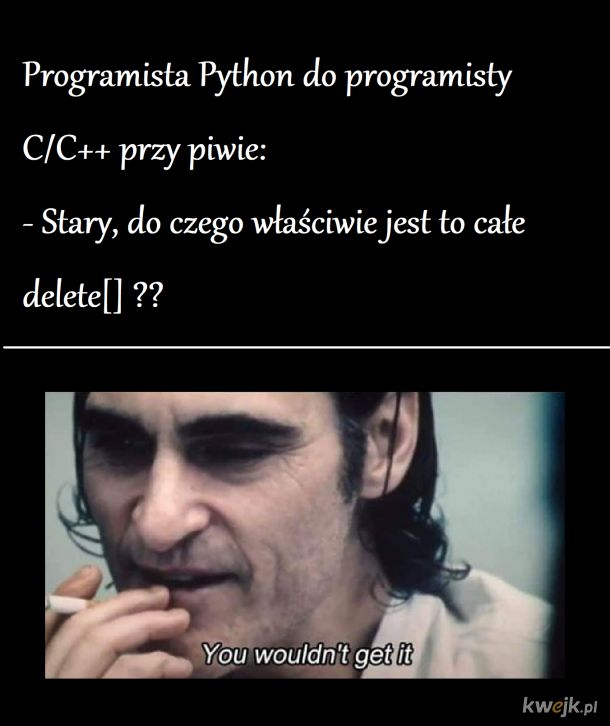 Programista Python do programisty
C/C++ przy piwie:
- Stary, do czego właściwie jest to całe
delete[] ??
You wouldn't get it
kwejk.pl